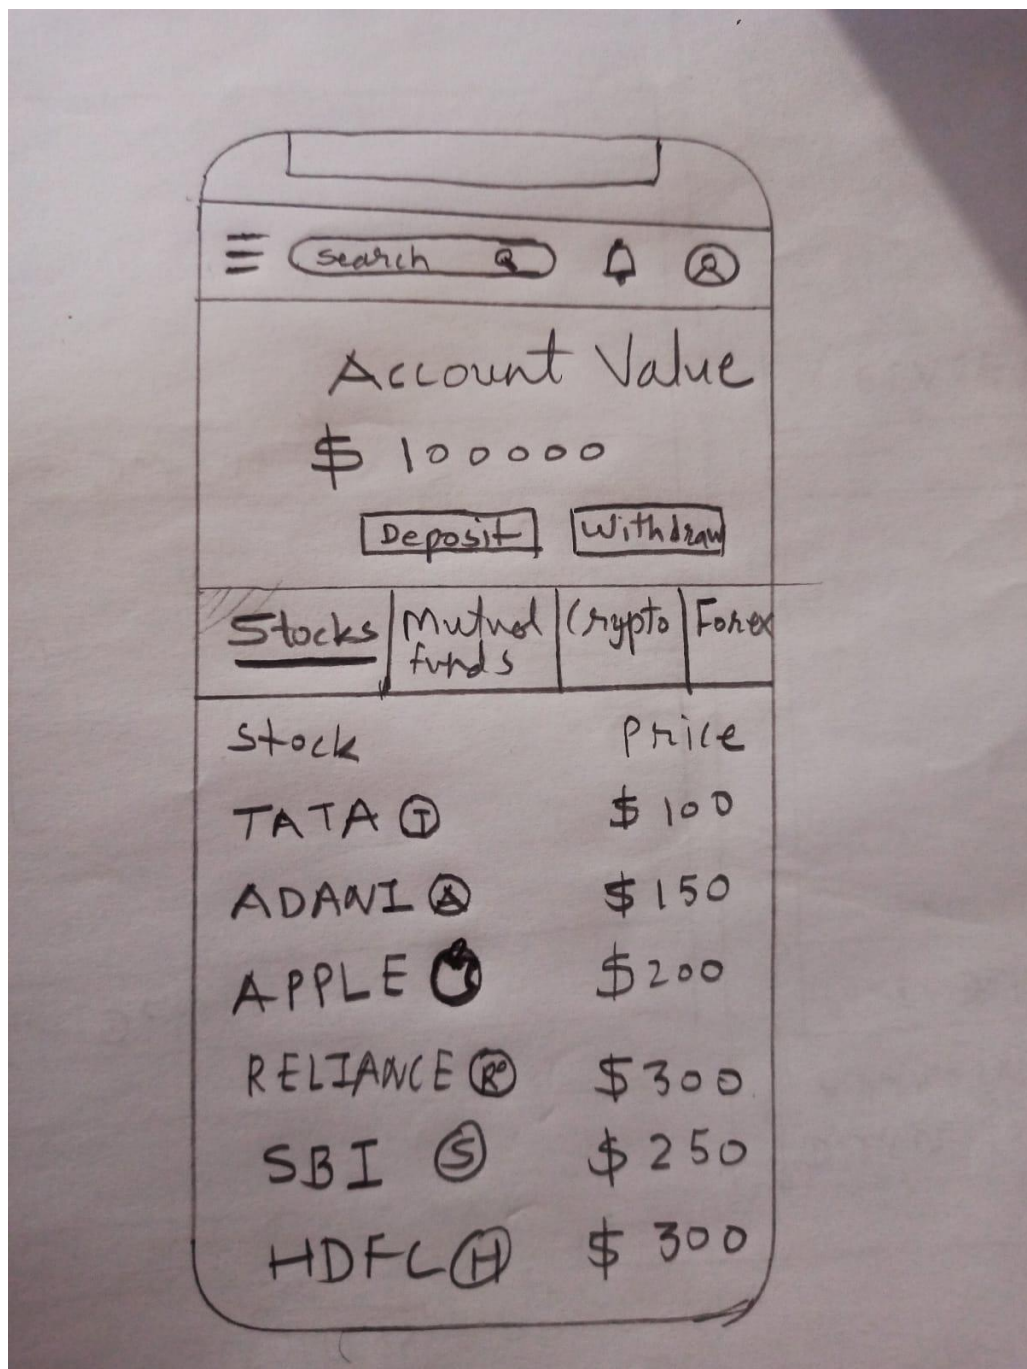 search
Account Value
$ 100000
Deposit Withdraw
Stocks Mutual funds Crypto Forex
Stock Price
TATA T $ 100
ADANI A $ 150
APPLE $200
RELIANCE R $300
SBI S $ 250
HDFC H $ 300